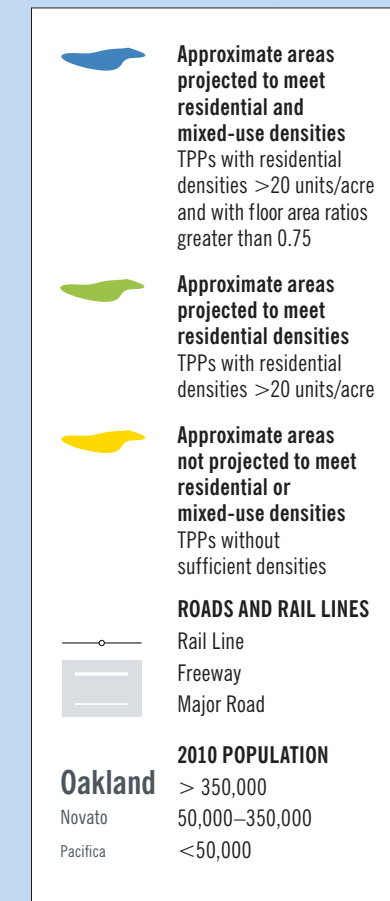 Approximate areas
projected to meet
residential and
mixed-use densities
TPPs with residential
densities >20 units/acre
and with floor area ratios
greater than 0.75
Approximate areas
projected to meet
residential densities
TPPs with residential
densities >20 units/acre
Approximate areas
not projected to meet
residential or
mixed-use densities
TPPs without
sufficient densities
ROADS AND RAIL LINES
Rail Line
Freeway
Major Road
2010 POPULATION
Oakland > 350,000
Novato 50,000–350,000
Pacifica <50,000